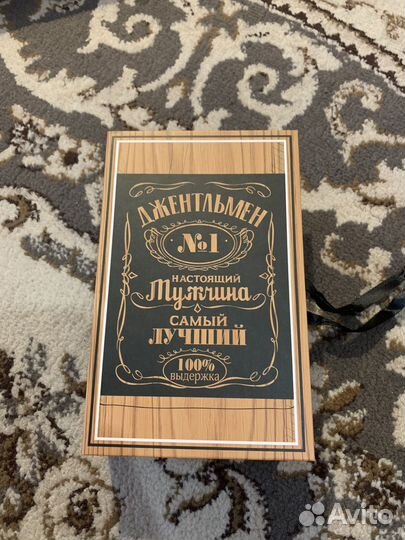 ДЖЕНТЛЬМЕН
№1
НАСТОЯЩИЙ
Мужчина
САМЫЙ
ЛУЧШИЙ
100%
выдержка
Avito